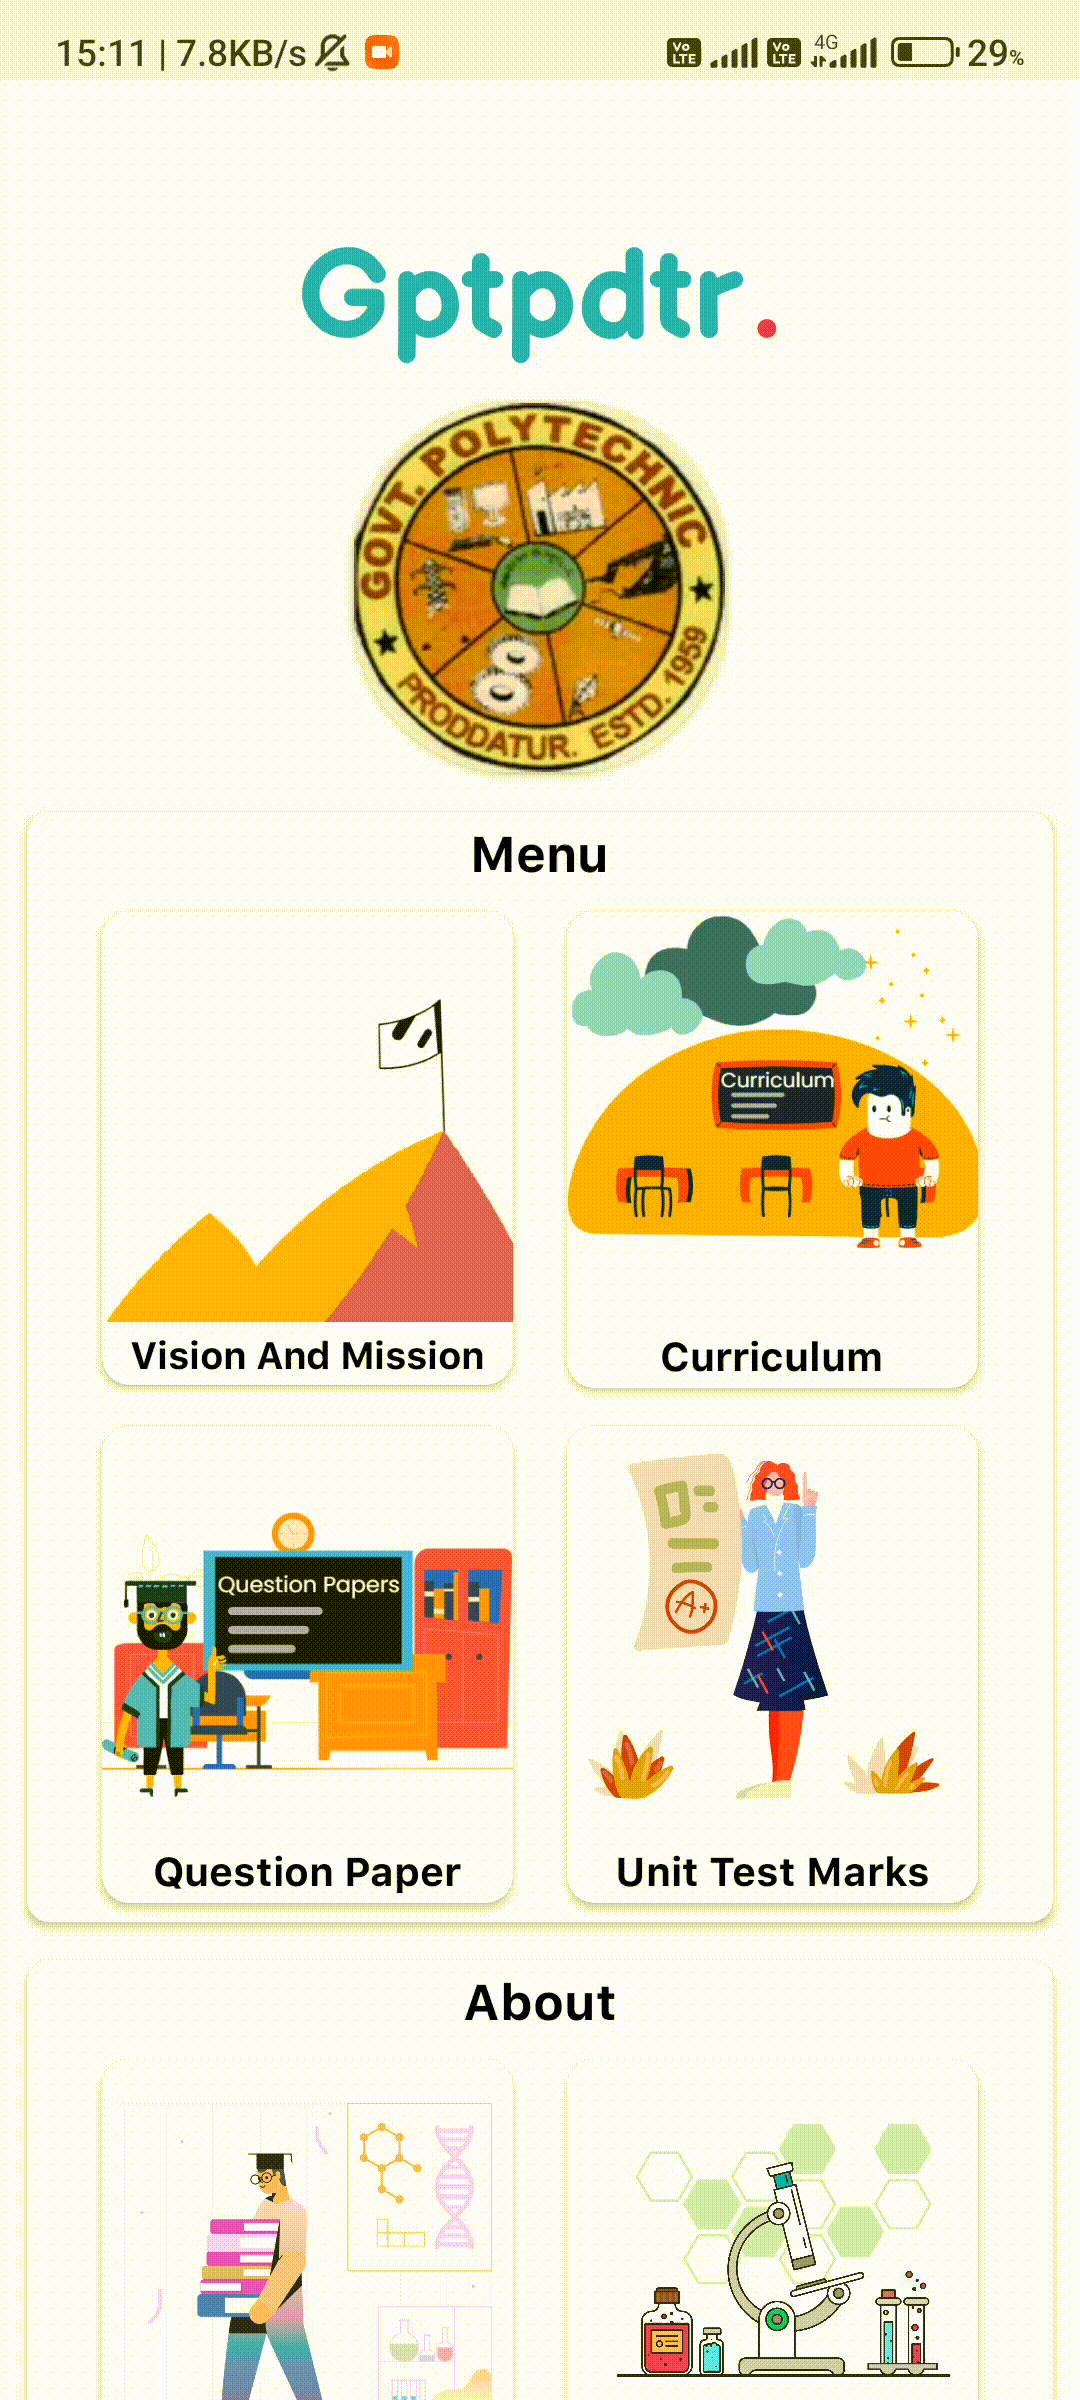 15:11 | 7.8KB/s
Vo LTE Vo LTE 4G 29%
Gptpdtr.
GOVT. POLYTECHNIC
PRODDATUR. ESTD. 1959
Menu
Curriculum
Vision And Mission
Curriculum
Question Papers
A+
Question Paper
Unit Test Marks
About